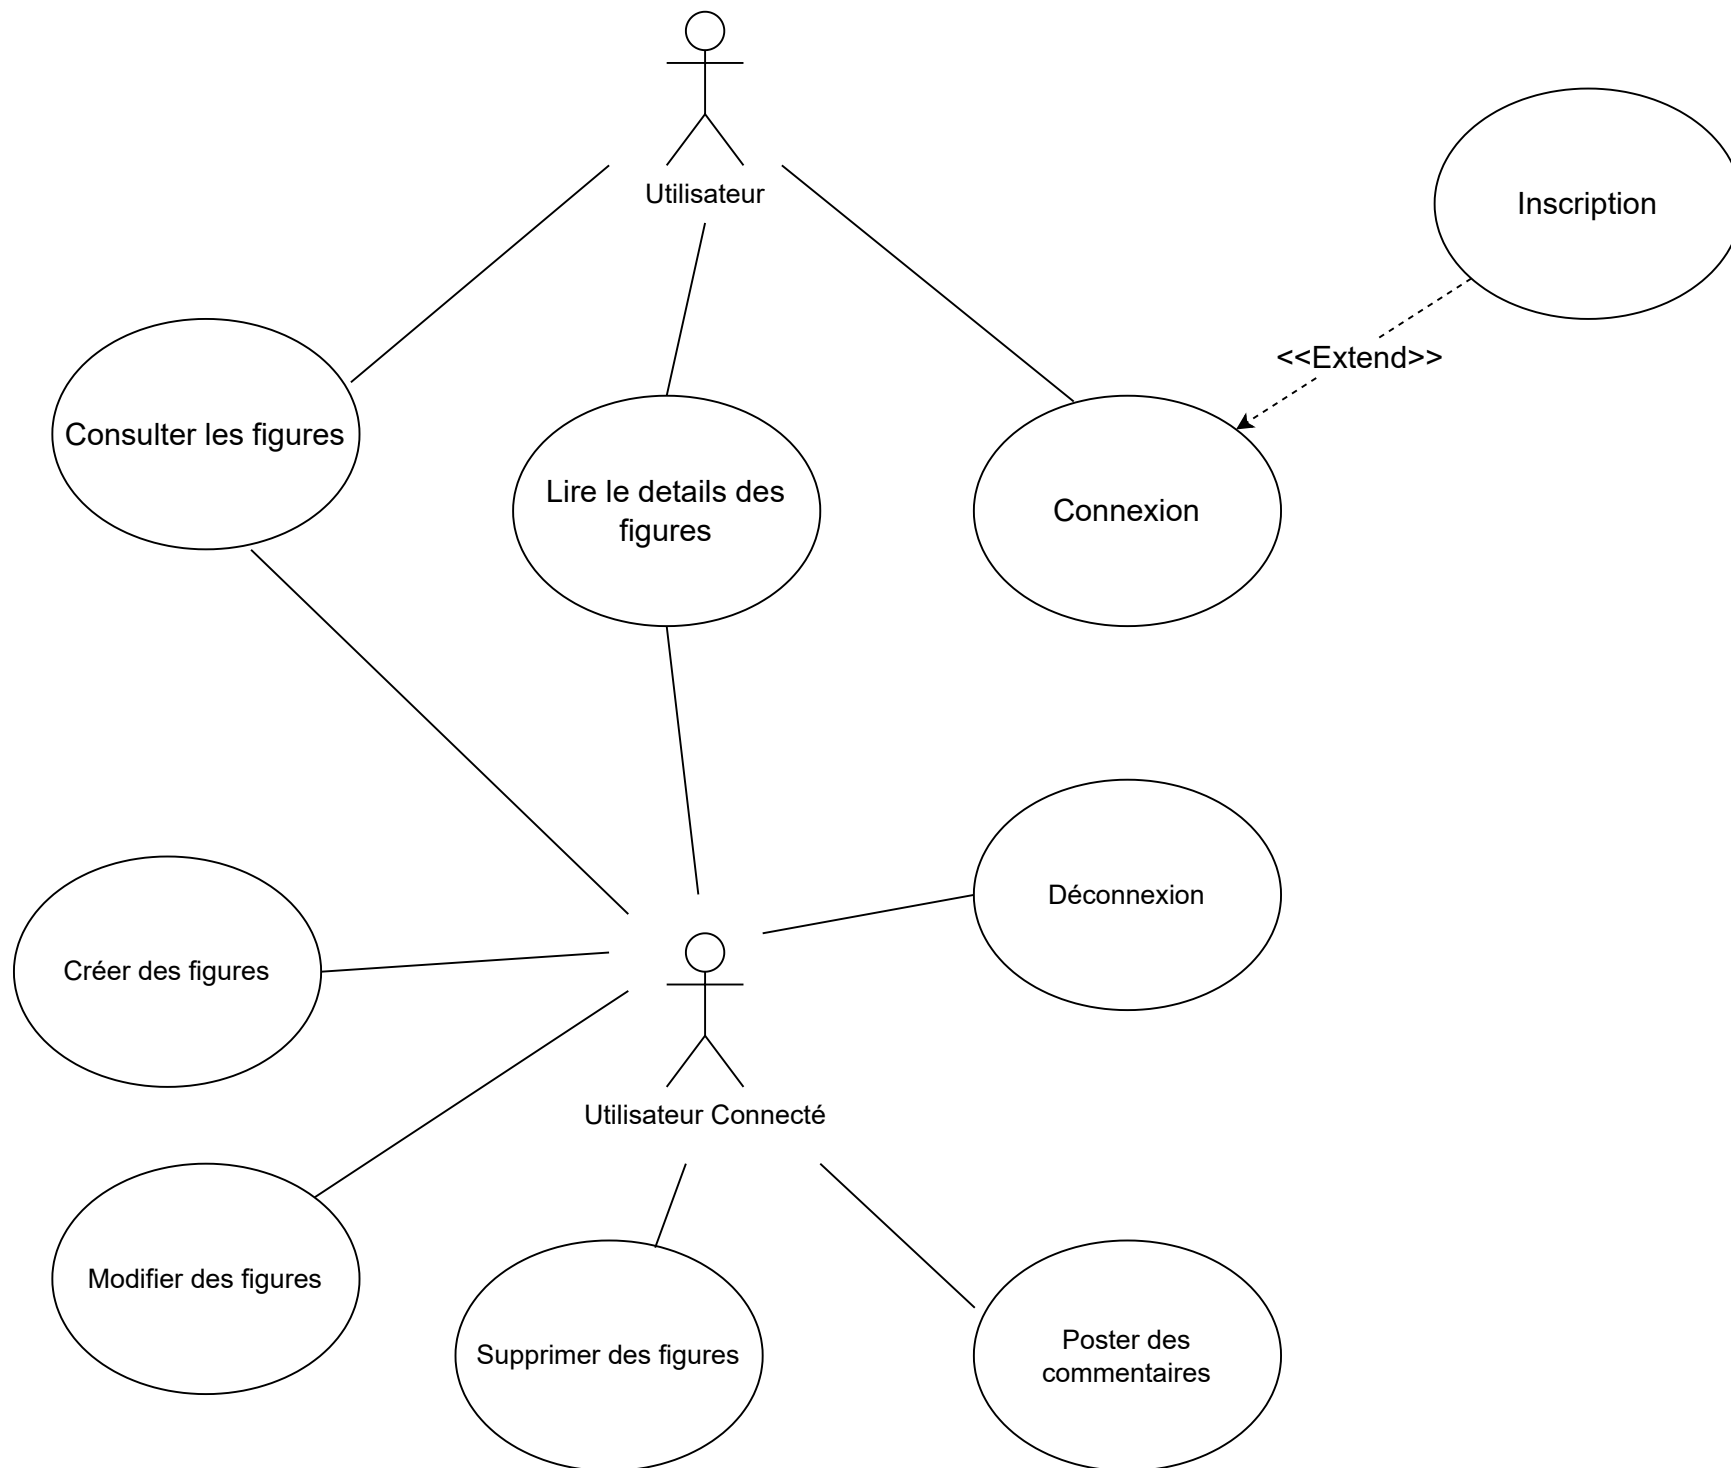 Utilisateur
Inscription
<<Extend>>
Consulter les figures
Lire le details des
figures
Connexion
Déconnexion
Créer des figures
Utilisateur Connecté
Modifier des figures
Supprimer des figures
Poster des
commentaires